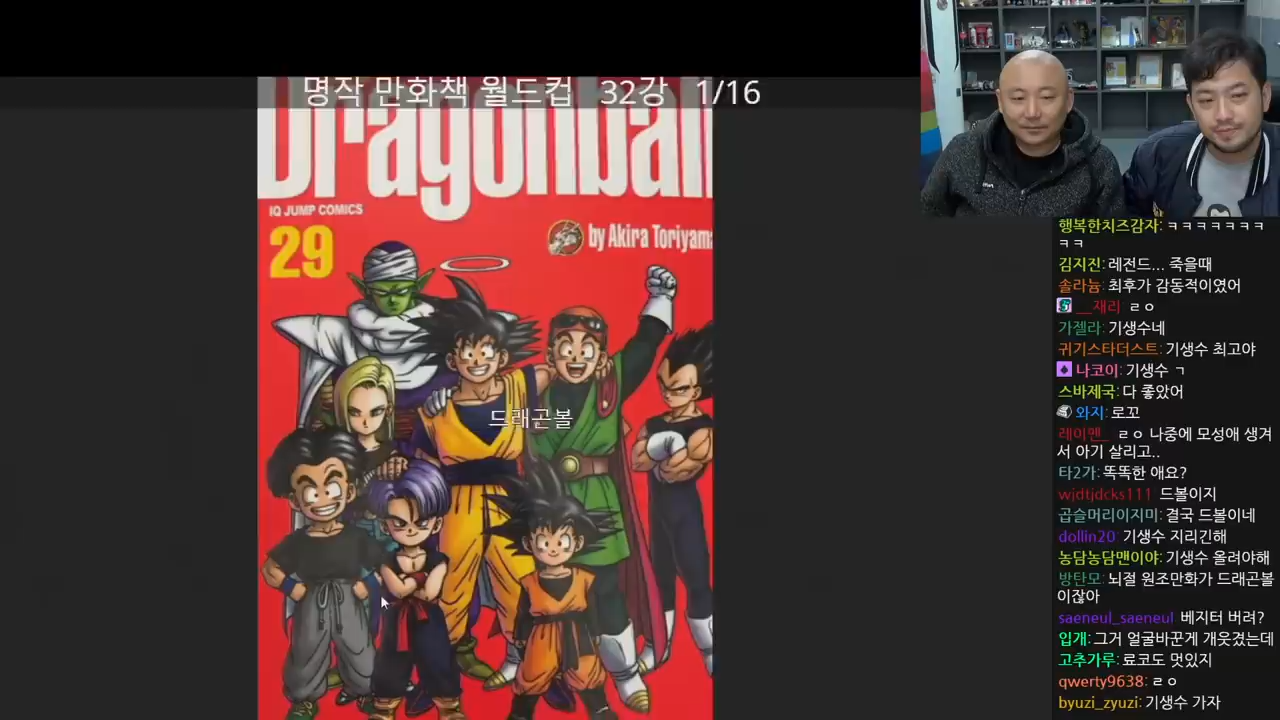 명작 만화책 월드컵 32강 1/16
Dragonball
IQ JUMP COMICS
29
by Akira Toriyama
드래곤볼
행복한치즈감자: ㅋㅋㅋㅋㅋㅋㅋ
ㅋㅋ
김지진: 레전드... 죽을때
솔라늄: 최후가 감동적이였어
__재리 ㄹㅇ
가젤라: 기생수네
귀기스타더스트: 기생수 최고야
나코이: 기생수 ㄱ
스바제국: 다 좋았어
와지: 로꼬
레이멘_ ㄹㅇ 나중에 모성애 생겨
서 아기 살리고..
타2가: 똑똑한 애요?
wjdtjdcks111 드볼이지
곱슬머리이지미: 결국 드볼이네
dollin20: 기생수 지리긴해
농담농담맨이야: 기생수 올려야해
방탄모: 뇌절 원조만화가 드래곤볼
이잖아
saeneul_saeneul 베지터 버려?
입개: 그거 얼굴바꾼게 개웃겼는데
고추가루: 료코도 멋있지
qwerty9638: ㄹㅇ
byuzi_zyuzi: 기생수 가자